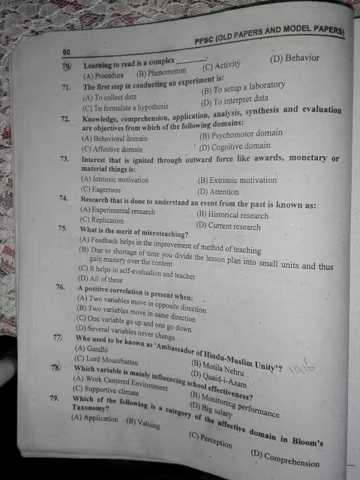 60
PPSC (OLD PAPERS AND MODEL PAPERS)
70. Learning to read is a complex ________.
(A) Procedure (B) Phenomenon (C) Activity (D) Behavior
71. The first step in conducting an experiment is:
(A) To collect data (B) To setup a laboratory
(C) To formulate a hypothesis (D) To interpret data
72. Knowledge, comprehension, application, analysis, synthesis and evaluation
are objectives from which of the following domains:
(A) Behavioral domain (B) Psychomotor domain
(C) Affective domain (D) Cognitive domain
73. Interest that is ignited through outward force like awards, monetary or
material things is:
(A) Intrinsic motivation (B) Extrinsic motivation
(C) Eagerness (D) Attention
74. Research that is done to understand an event from the past is known as:
(A) Experimental research (B) Historical research
(C) Replication (D) Current research
75. What is the merit of microteaching?
(A) Feedback helps in the improvement of method of teaching
(B) Due to shortage of time you divide the lesson plan into small units and thus
gain mastery over the content
(C) It helps in self-evaluation and teacher
(D) All of these
76. A positive correlation is present when:
(A) Two variables move in opposite direction
(B) Two variables move in same direction
(C) One variable go up and one go down
(D) Several variables never change
77. Who used to be known as 'Ambassador of Hindu-Muslim Unity'?
(A) Gandhi (B) Motila Nehru
(C) Lord Mountbatten (D) Quaid-i-Azam
78. Which variable is mainly influencing school effectiveness?
(A) Work Centered Environment (B) Monitoring performance
(C) Supportive climate (D) Big salary
79. Which of the following is a category of the affective domain in Bloom's
Taxonomy?
(A) Application (B) Valuing (C) Perception (D) Comprehension